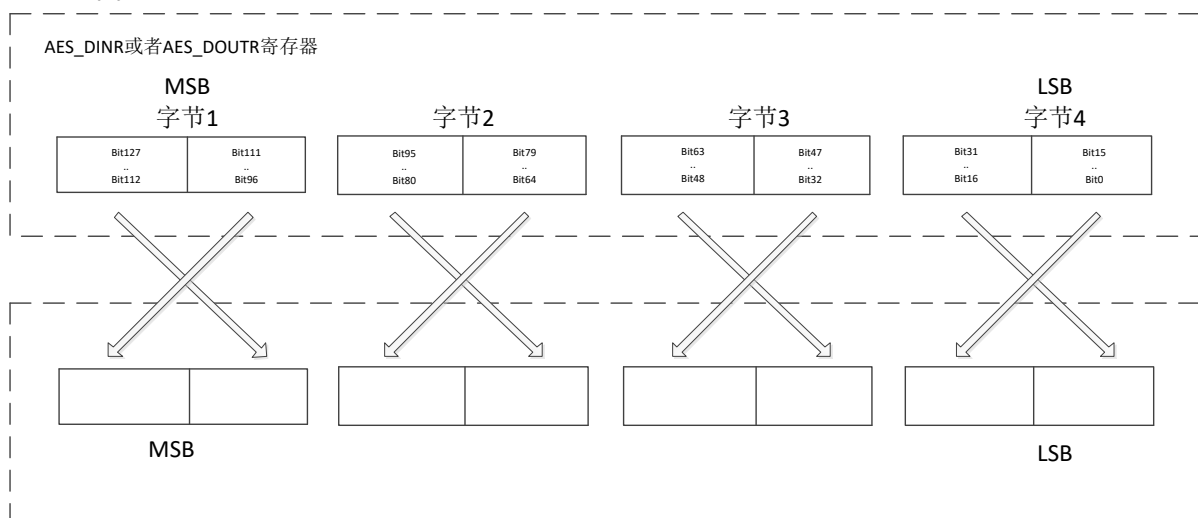 AES_DINR或者AES_DOUTR寄存器
MSB
LSB
字节1
字节2
字节3
字节4
Bit127
..
Bit112
Bit111
..
Bit96
Bit95
..
Bit80
Bit79
..
Bit64
Bit63
..
Bit48
Bit47
..
Bit32
Bit31
..
Bit16
Bit15
..
Bit0
MSB
LSB